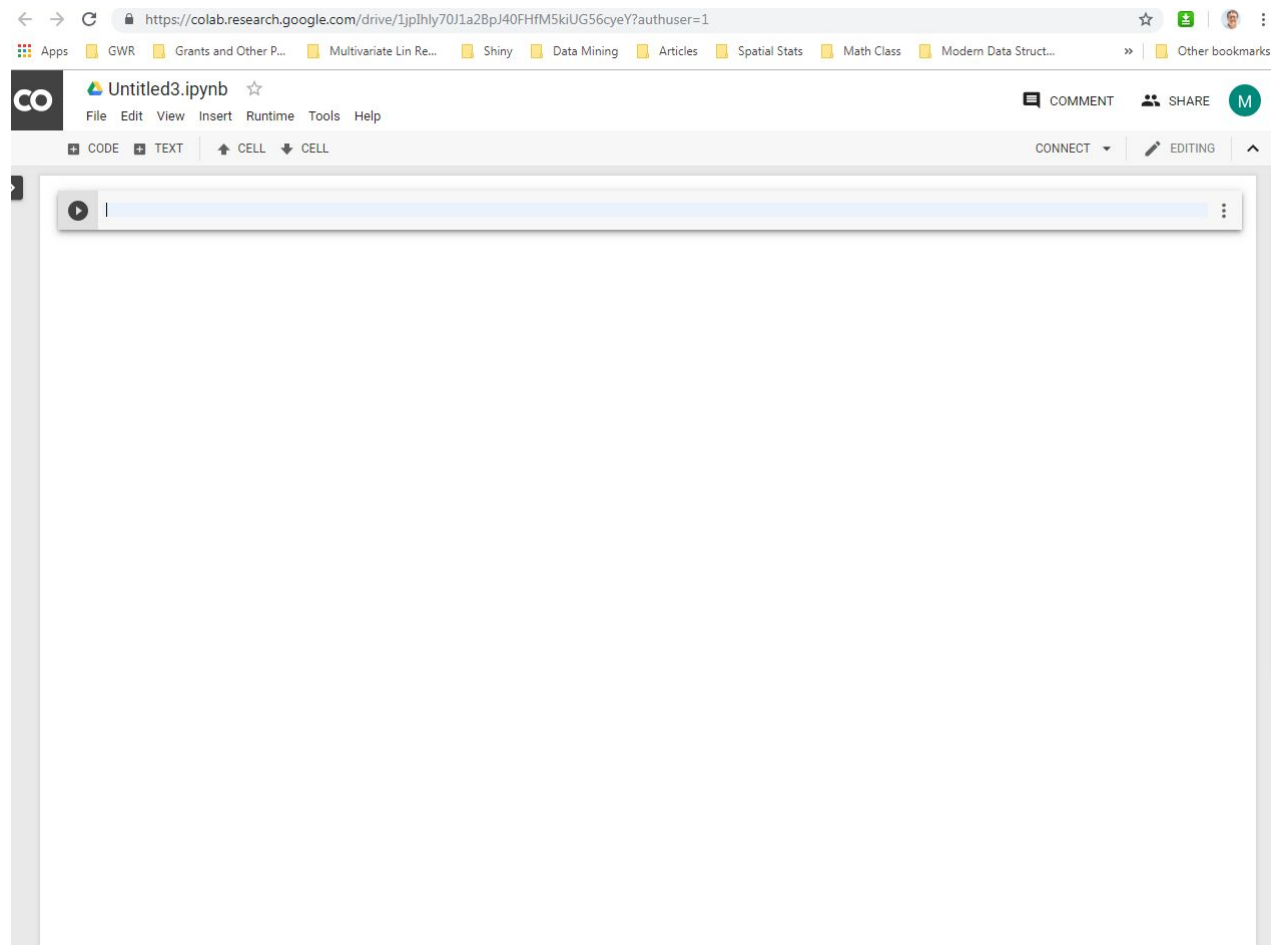 https://colab.research.google.com/drive/1jpIhly70J1a2BpJ40FHfM5kiUG56cyeY?authuser=1
Apps GWR Grants and Other P... Multivariate Lin Re... Shiny Data Mining Articles Spatial Stats Math Class Modern Data Struct... » Other bookmarks
CO Untitled3.ipynb COMMENT SHARE M
File Edit View Insert Runtime Tools Help
CODE TEXT CELL CELL CONNECT EDITING